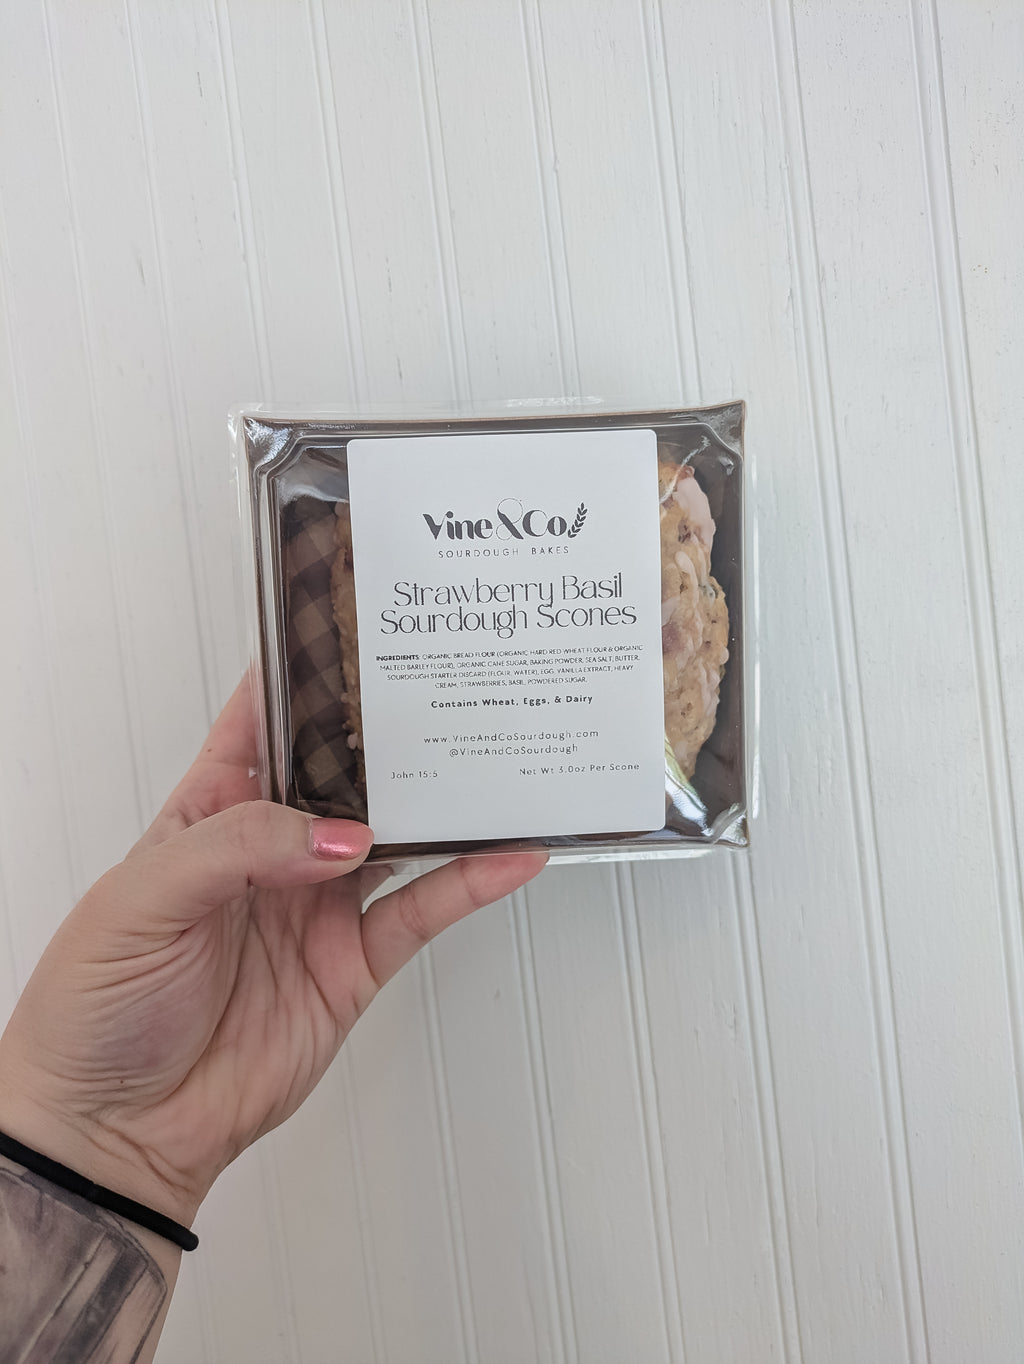 Vine&Co
SOURDOUGH BAKES
Strawberry Basil
Sourdough Scones
INGREDIENTS: ORGANIC BREAD FLOUR (ORGANIC HARD RED WHEAT FLOUR & ORGANIC
MALTED BARLEY FLOUR), ORGANIC CANE SUGAR, BAKING POWDER, SEA SALT, BUTTER,
SOURDOUGH STARTER DISCARD (FLOUR, WATER), EGG, VANILLA EXTRACT, HEAVY
CREAM, STRAWBERRIES, BASIL, POWDERED SUGAR.
Contains Wheat, Eggs, & Dairy
www.VineAndCoSourdough.com
@VineAndCoSourdough
John 15:5 Net Wt 3.0oz Per Scone